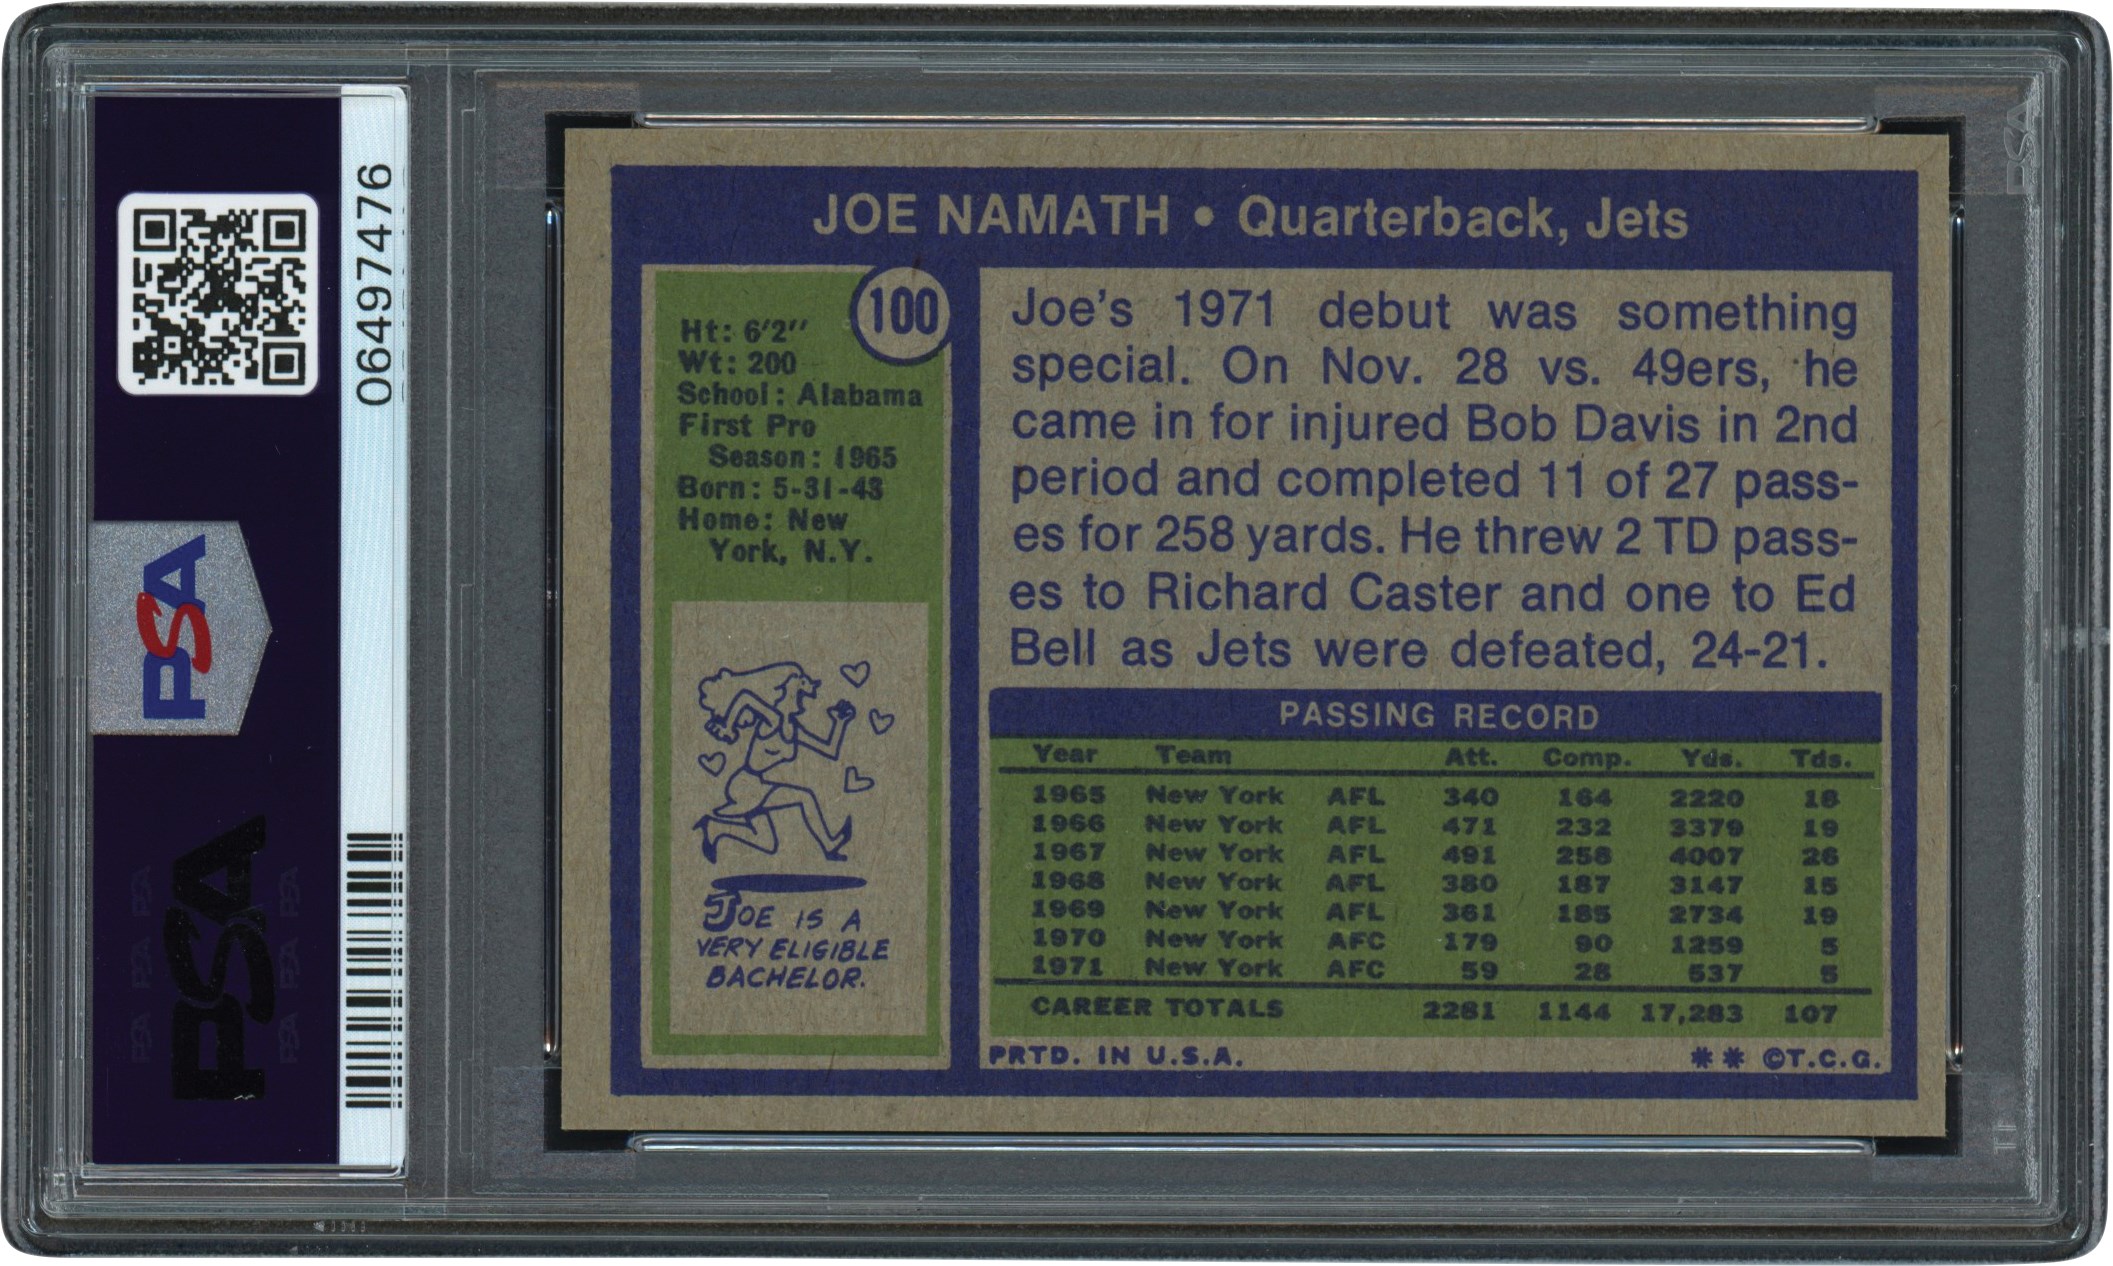 06497476
PSA
PSA
JOE NAMATH • Quarterback, Jets
100
Ht: 6'2"
Wt: 200
School: Alabama
First Pro
Season: 1965
Born: 5-31-43
Home: New
York, N.Y.
JOE IS A
VERY ELIGIBLE
BACHELOR.
Joe's 1971 debut was something
special. On Nov. 28 vs. 49ers, he
came in for injured Bob Davis in 2nd
period and completed 11 of 27 pass-
es for 258 yards. He threw 2 TD pass-
es to Richard Caster and one to Ed
Bell as Jets were defeated, 24-21.
PASSING RECORD
Year Team Att. Comp. Yds. Tds.
1965 New York AFL 340 164 2220 18
1966 New York AFL 471 232 3379 19
1967 New York AFL 491 258 4007 26
1968 New York AFL 380 187 3147 15
1969 New York AFL 361 185 2734 19
1970 New York AFC 179 90 1259 5
1971 New York AFC 59 28 537 5
CAREER TOTALS 2281 1144 17,283 107
PRTD. IN U.S.A. ** ©T.C.G.
PSA